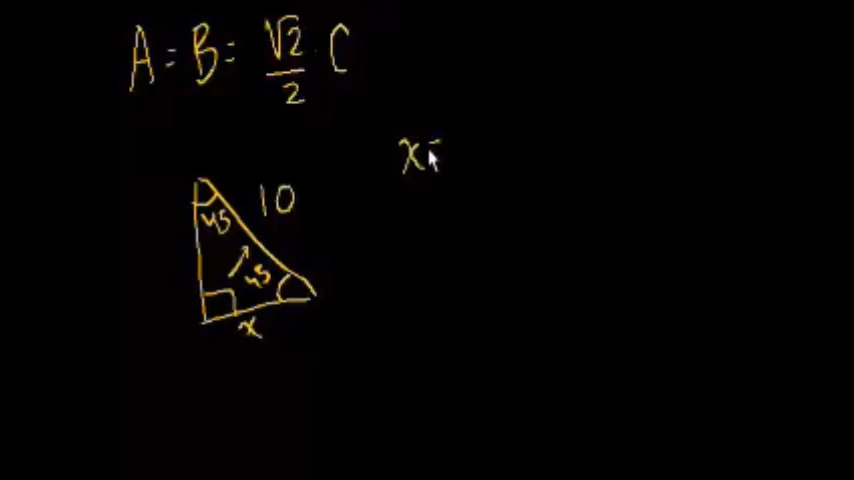 A = B = √2/2 · C
x =
10
45
45
x